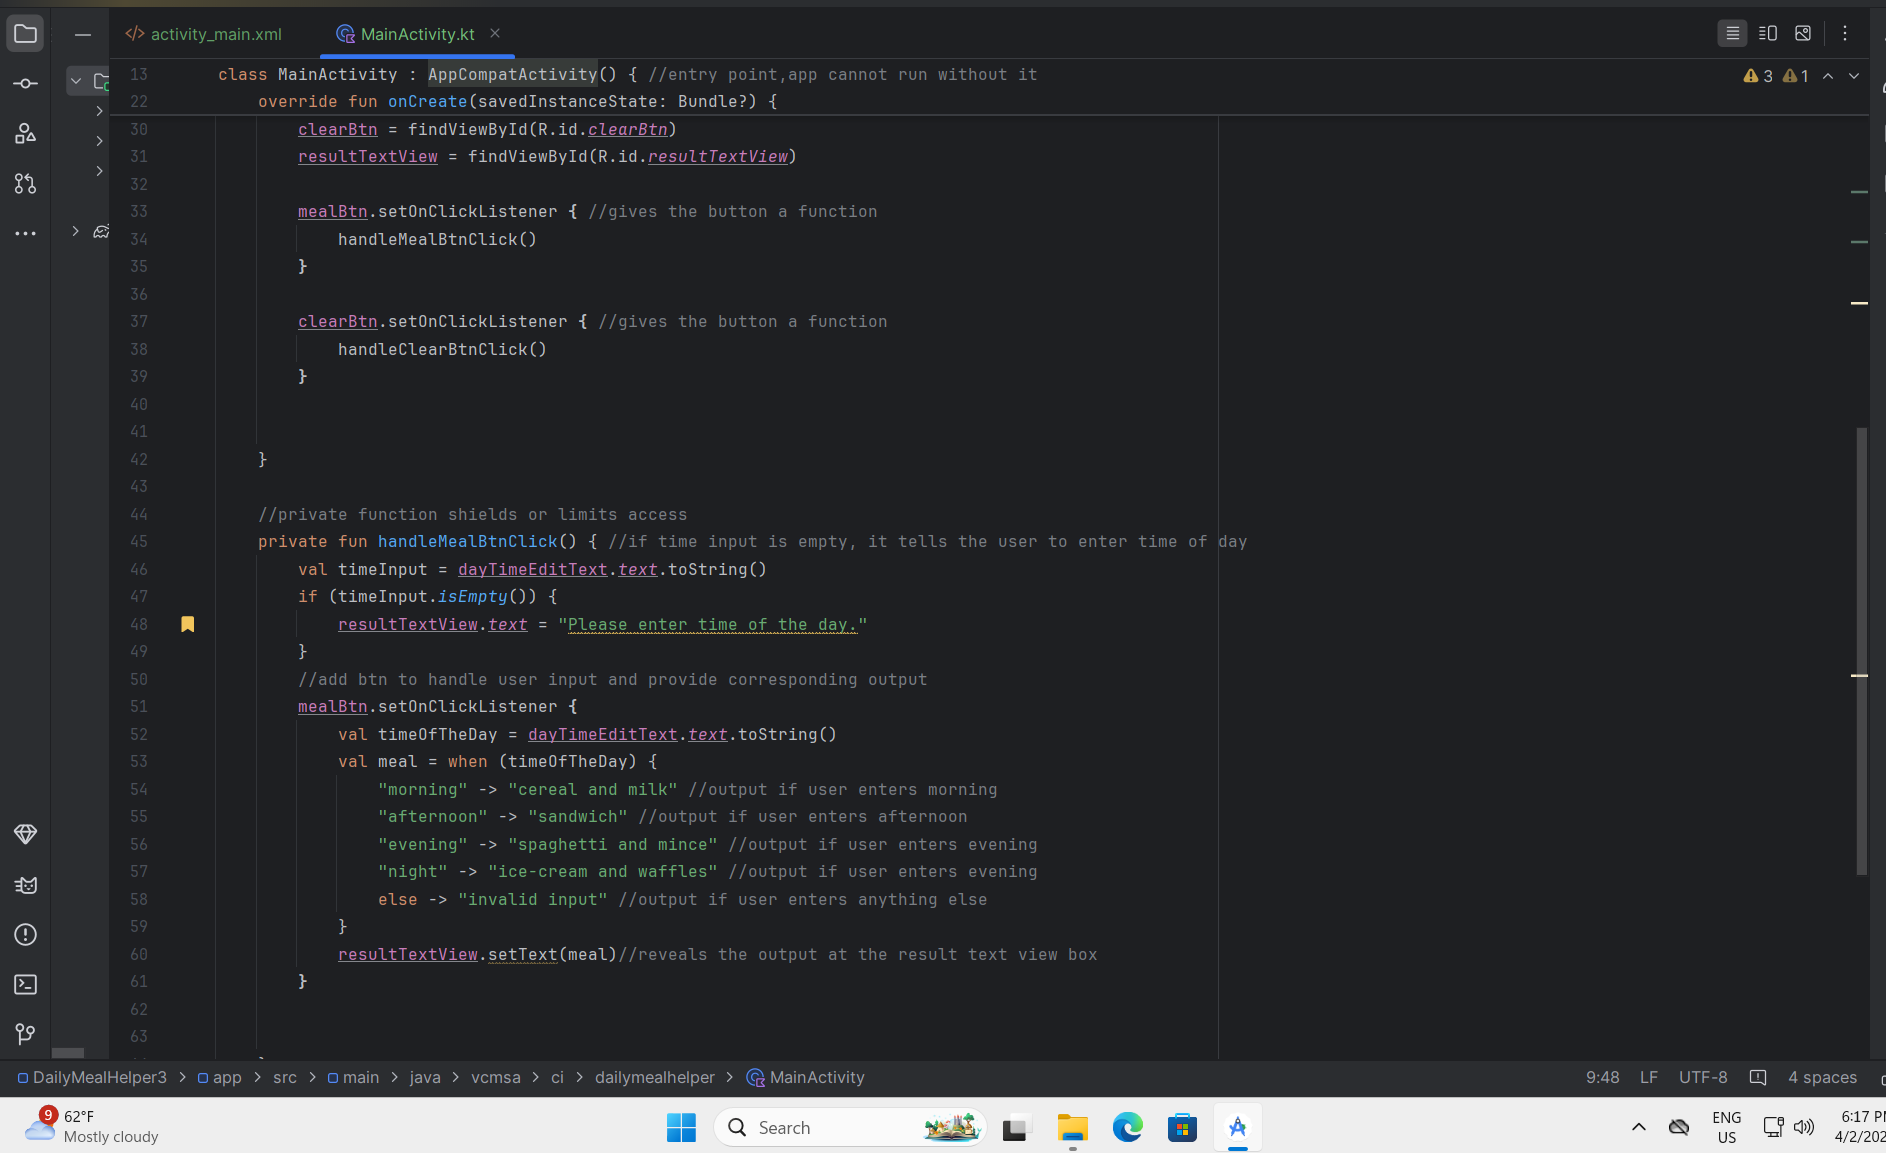 activity_main.xml
MainActivity.kt
13 class MainActivity : AppCompatActivity() { //entry point,app cannot run without it
3 1
22 override fun onCreate(savedInstanceState: Bundle?) {
30 clearBtn = findViewById(R.id.clearBtn)
31 resultTextView = findViewById(R.id.resultTextView)
32
33 mealBtn.setOnClickListener { //gives the button a function
34 handleMealBtnClick()
35 }
36
37 clearBtn.setOnClickListener { //gives the button a function
38 handleClearBtnClick()
39 }
40
41
42 }
43
44 //private function shields or limits access
45 private fun handleMealBtnClick() { //if time input is empty, it tells the user to enter time of day
46 val timeInput = dayTimeEditText.text.toString()
47 if (timeInput.isEmpty()) {
48 resultTextView.text = "Please enter time of the day."
49 }
50 //add btn to handle user input and provide corresponding output
51 mealBtn.setOnClickListener {
52 val timeOfTheDay = dayTimeEditText.text.toString()
53 val meal = when (timeOfTheDay) {
54 "morning" -> "cereal and milk" //output if user enters morning
55 "afternoon" -> "sandwich" //output if user enters afternoon
56 "evening" -> "spaghetti and mince" //output if user enters evening
57 "night" -> "ice-cream and waffles" //output if user enters evening
58 else -> "invalid input" //output if user enters anything else
59 }
60 resultTextView.setText(meal)//reveals the output at the result text view box
61 }
62
63
DailyMealHelper3 > app > src > main > java > vcmsa > ci > dailymealhelper > MainActivity
9:48 LF UTF-8 4 spaces
9
62°F
Mostly cloudy
Search
ENG
US
6:17
4/2/202